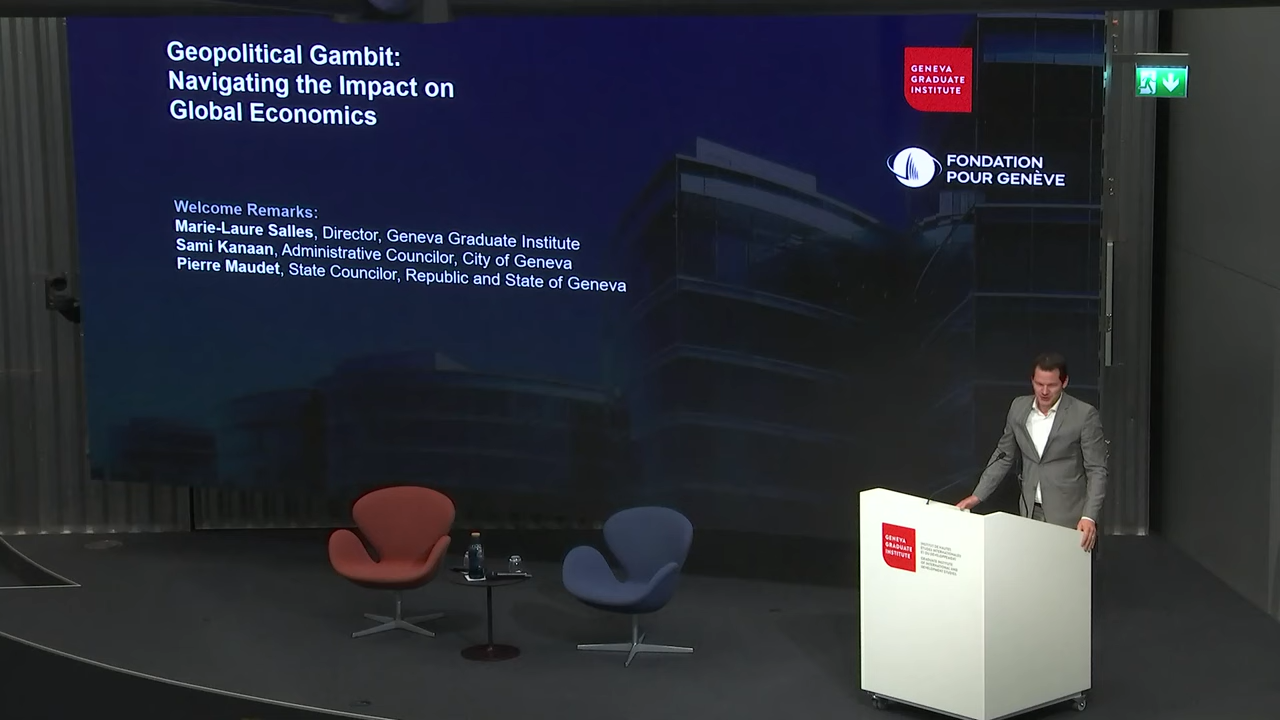 Geopolitical Gambit:
Navigating the Impact on
Global Economics
GENEVA
GRADUATE
INSTITUTE
FONDATION
POUR GENÈVE
Welcome Remarks:
Marie-Laure Salles, Director, Geneva Graduate Institute
Sami Kanaan, Administrative Councilor, City of Geneva
Pierre Maudet, State Councilor, Republic and State of Geneva
GENEVA
GRADUATE
INSTITUTE